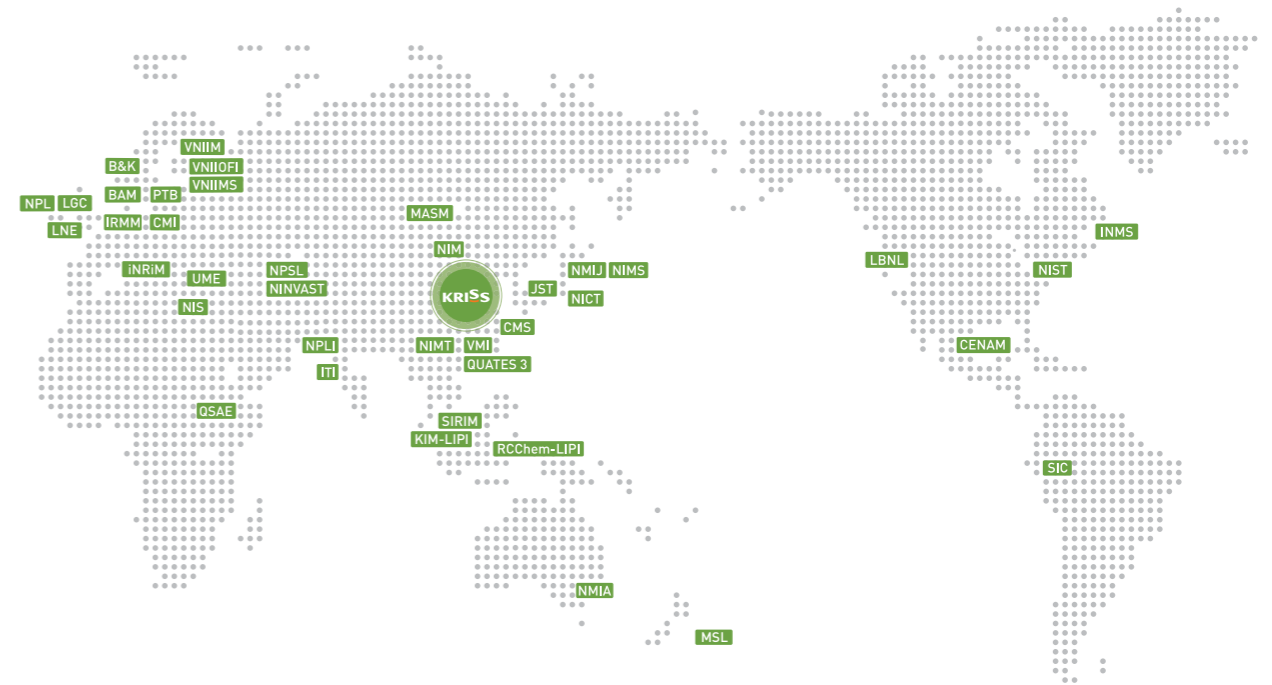 VNIIM
B&K
VNIIOFI
VNIIMS
BAM
PTB
NPL
LGC
MASM
IRMM
CMI
LNE
INMS
NIM
LBNL
iNRiM
NPSL
NMIJ
NIMS
NIST
UME
NINVAST
JST
KRISS
NICT
NIS
CMS
NPLI
NIMT
VMI
CENAM
QUATES 3
ITI
QSAE
SIRIM
KIM-LIPI
RCChem-LIPI
SIC
NMIA
MSL